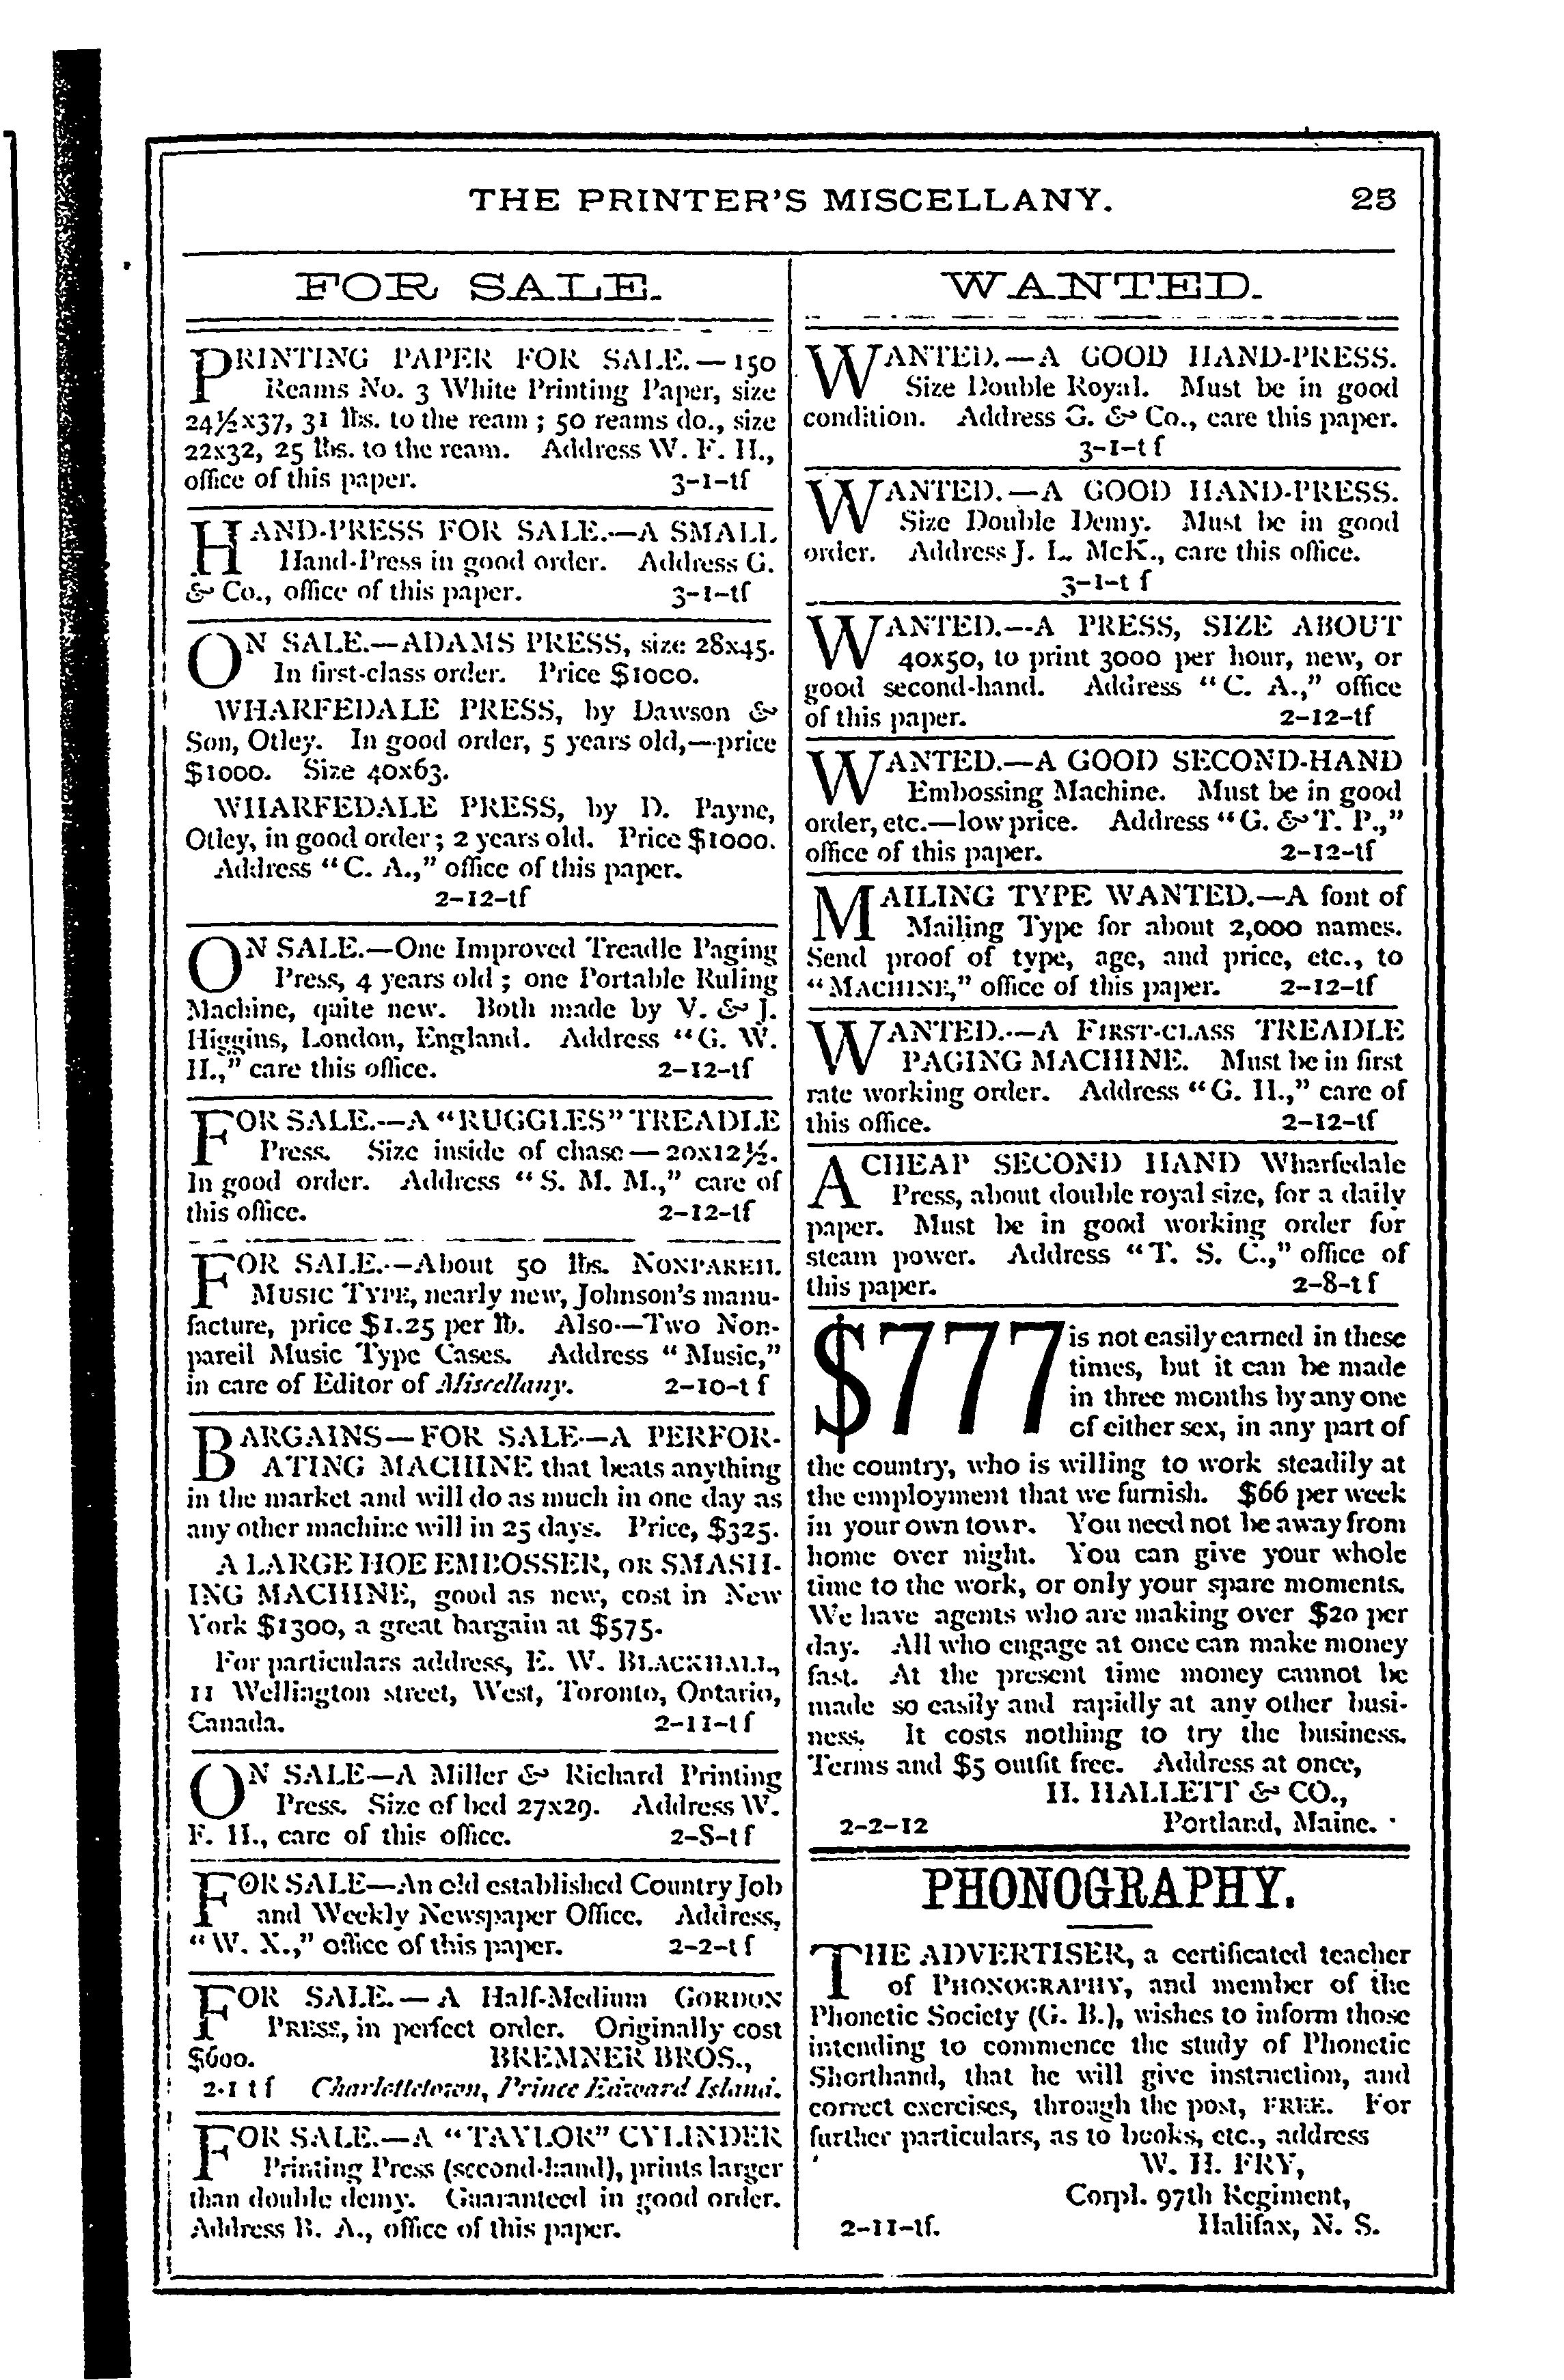 THE PRINTER'S MISCELLANY. 25
FOR SALE.
PRINTING PAPER FOR SALE.—150
Reams No. 3 White Printing Paper, size
24½x37, 31 lbs. to the ream ; 50 reams do., size
22x32, 25 lbs. to the ream. Address W. F. H.,
office of this paper. 3-1-tf
HAND-PRESS FOR SALE.—A SMALL
Hand-Press in good order. Address G.
& Co., office of this paper. 3-1-tf
ON SALE.—ADAMS PRESS, size 28x45.
In first-class order. Price $1000.
WHARFEDALE PRESS, by Dawson &
Son, Otley. In good order, 5 years old,—price
$1000. Size 40x63.
WHARFEDALE PRESS, by D. Payne,
Otley, in good order; 2 years old. Price $1000.
Address "C. A.," office of this paper.
2-12-tf
ON SALE.—One Improved Treadle Paging
Press, 4 years old ; one Portable Ruling
Machine, quite new. Both made by V. & J.
Higgins, London, England. Address "G. W.
H.," care this office. 2-12-tf
FOR SALE.—A "RUGGLES" TREADLE
Press. Size inside of chase—20x12½.
In good order. Address "S. M. M.," care of
this office. 2-12-tf
FOR SALE.—About 50 lbs. NONPAREIL
MUSIC TYPE, nearly new, Johnson's manu-
facture, price $1.25 per lb. Also—Two Non-
pareil Music Type Cases. Address "Music,"
in care of Editor of Miscellany. 2-10-t f
BARGAINS—FOR SALE—A PERFOR-
ATING MACHINE that beats anything
in the market and will do as much in one day as
any other machine will in 25 days. Price, $325.
A LARGE HOE EMBOSSER, OR SMASH-
ING MACHINE, good as new, cost in New
York $1300, a great bargain at $575.
For particulars address, E. W. BLACKHALL,
11 Wellington street, West, Toronto, Ontario,
Canada. 2-11-tf
ON SALE—A Miller & Richard Printing
Press. Size of bed 27x29. Address W.
F. H., care of this office. 2-8-tf
FOR SALE—An old established Country Job
and Weekly Newspaper Office. Address,
"W. X.," office of this paper. 2-2-tf
FOR SALE.—A Half-Medium GORDON
PRESS, in perfect order. Originally cost
$600. BREMNER BROS.,
2-1 t f Charlottetown, Prince Edward Island.
FOR SALE.—A "TAYLOR" CYLINDER
Printing Press (second-hand), prints larger
than double demy. Guaranteed in good order.
Address B. A., office of this paper.
WANTED.
WANTED.—A GOOD HAND-PRESS.
Size Double Royal. Must be in good
condition. Address G. & Co., care this paper.
3-1-t f
WANTED.—A GOOD HAND-PRESS.
Size Double Demy. Must be in good
order. Address J. L. McK., care this office.
3-1-t f
WANTED.—A PRESS, SIZE ABOUT
40x50, to print 3000 per hour, new, or
good second-hand. Address "C. A.," office
of this paper. 2-12-tf
WANTED.—A GOOD SECOND-HAND
Embossing Machine. Must be in good
order, etc.—low price. Address "G. & T. P.,"
office of this paper. 2-12-tf
MAILING TYPE WANTED.—A font of
Mailing Type for about 2,000 names.
Send proof of type, age, and price, etc., to
"MACHINE," office of this paper. 2-12-tf
WANTED.—A FIRST-CLASS TREADLE
PAGING MACHINE. Must be in first
rate working order. Address "G. H.," care of
this office. 2-12-tf
A CHEAP SECOND HAND Wharfedale
Press, about double royal size, for a daily
paper. Must be in good working order for
steam power. Address "T. S. C.," office of
this paper. 2-8-t f
$777 is not easily earned in these
times, but it can be made
in three months by any one
of either sex, in any part of
the country, who is willing to work steadily at
the employment that we furnish. $66 per week
in your own town. You need not be away from
home over night. You can give your whole
time to the work, or only your spare moments.
We have agents who are making over $20 per
day. All who engage at once can make money
fast. At the present time money cannot be
made so easily and rapidly at any other busi-
ness. It costs nothing to try the business.
Terms and $5 outfit free. Address at once,
H. HALLETT & CO.,
2-2-12 Portland, Maine.
PHONOGRAPHY.
THE ADVERTISER, a certificated teacher
of PHONOGRAPHY, and member of the
Phonetic Society (G. B.), wishes to inform those
intending to commence the study of Phonetic
Shorthand, that he will give instruction, and
correct exercises, through the post, FREE. For
further particulars, as to books, etc., address
W. H. FRY,
Corpl. 97th Regiment,
2-11-tf. Halifax, N. S.